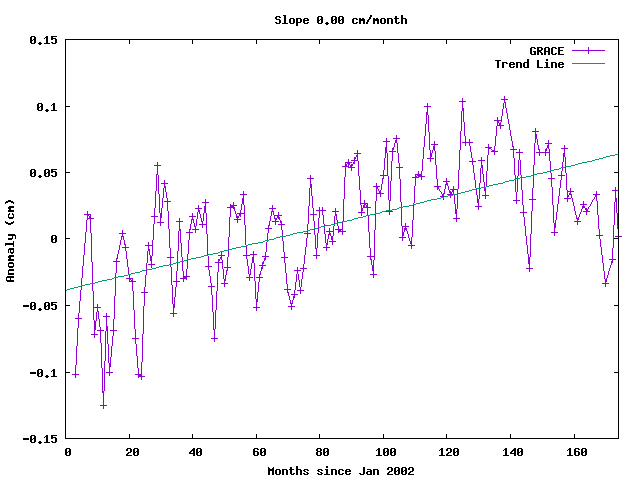 Slope 0.00 cm/month
GRACE
Trend Line
0.15
0.1
0.05
0
-0.05
-0.1
-0.15
Anomaly (cm)
0 20 40 60 80 100 120 140 160
Months since Jan 2002